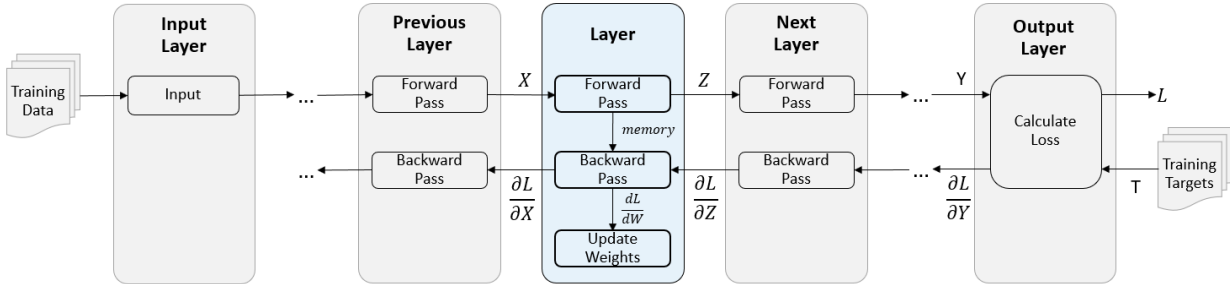 Input
Layer
Previous
Layer
Layer
Next
Layer
Output
Layer
Training
Data
Input
...
Forward
Pass
X
Forward
Pass
Z
Forward
Pass
...
Y
Calculate
Loss
L
memory
...
Backward
Pass
∂L
∂X
Backward
Pass
∂L
∂Z
Backward
Pass
...
∂L
∂Y
T
Training
Targets
dL
dW
Update
Weights